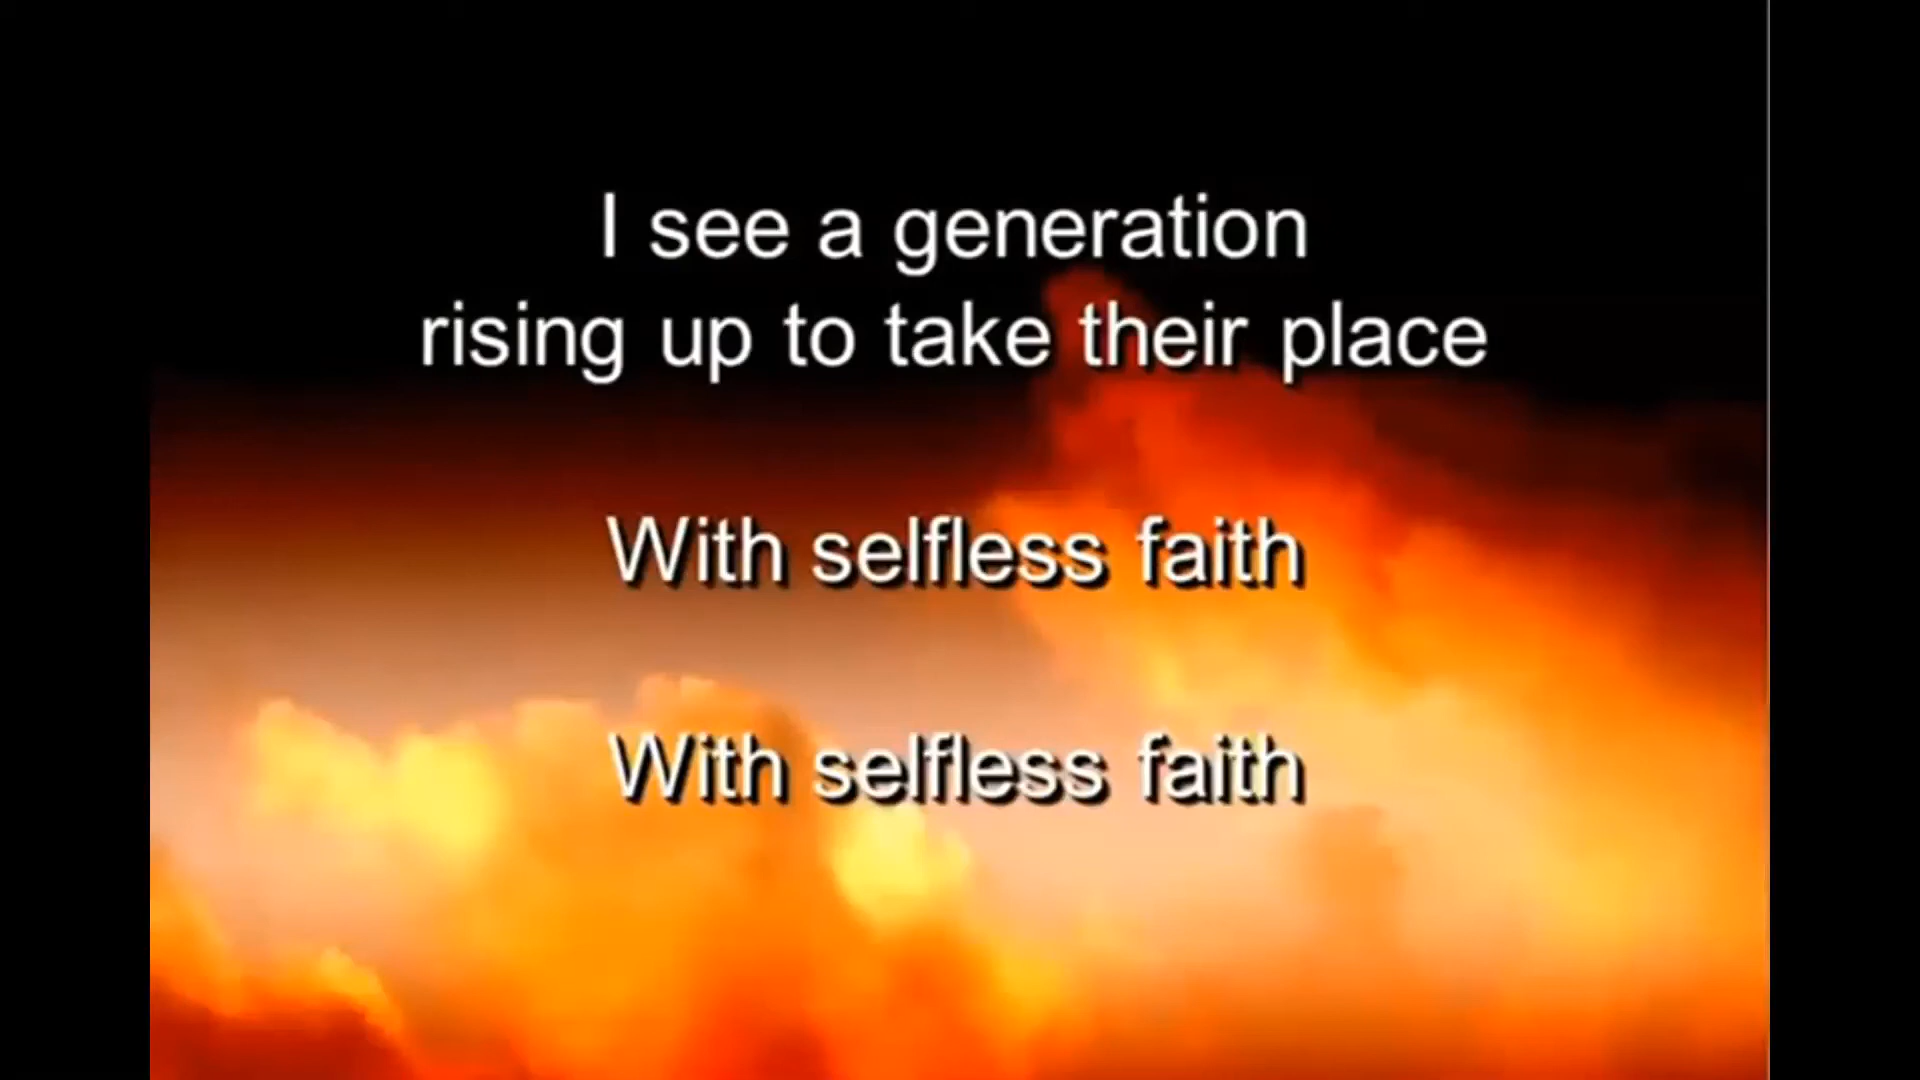 I see a generation
rising up to take their place
With selfless faith
With selfless faith